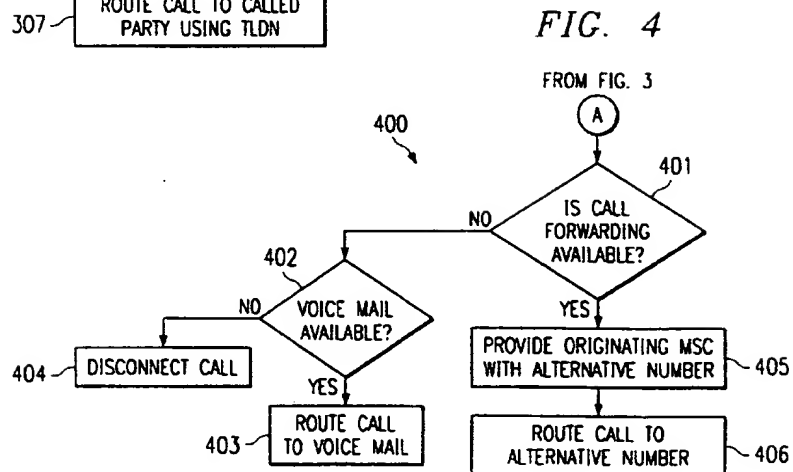 ROUTE CALL TO CALLED
PARTY USING TLDN
307
FIG. 4
FROM FIG. 3
A
400
401
IS CALL
FORWARDING
AVAILABLE?
NO
YES
402
VOICE MAIL
AVAILABLE?
NO
YES
404
DISCONNECT CALL
403
ROUTE CALL
TO VOICE MAIL
PROVIDE ORIGINATING MSC
WITH ALTERNATIVE NUMBER
405
ROUTE CALL TO
ALTERNATIVE NUMBER
406